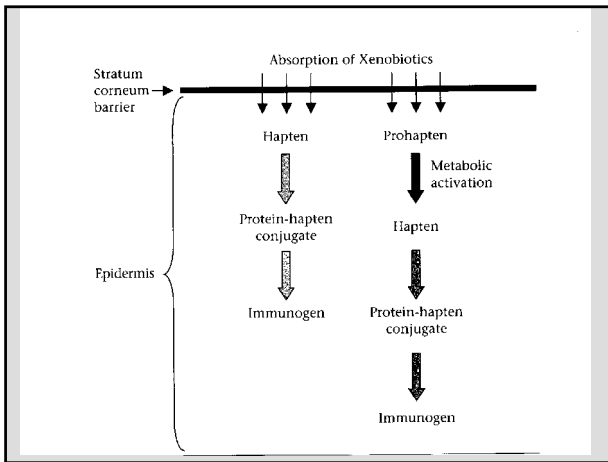 Absorption of Xenobiotics
Stratum
corneum
barrier
Hapten
Prohapten
Metabolic
activation
Protein-hapten
conjugate
Hapten
Epidermis
Immunogen
Protein-hapten
conjugate
Immunogen